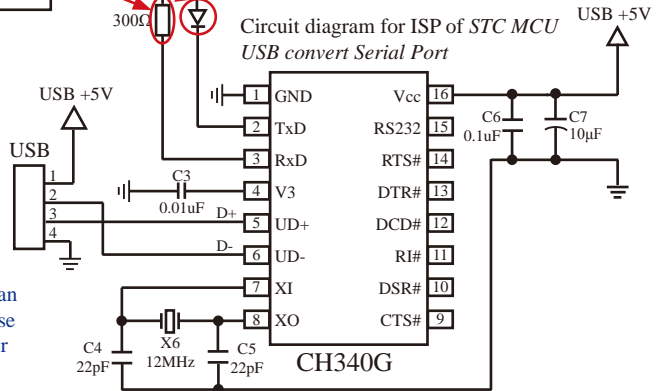 300Ω
Circuit diagram for ISP of STC MCU
USB convert Serial Port
USB +5V
USB +5V
USB
1
2
3
4
1 GND
2 TxD
3 RxD
4 V3
5 UD+
6 UD-
7 XI
8 XO
Vcc 16
RS232 15
RTS# 14
DTR# 13
DCD# 12
RI# 11
DSR# 10
CTS# 9
C6
0.1uF
C7
10μF
C3
0.01uF
D+
D-
C4
22pF
X6
12MHz
C5
22pF
CH340G
an
se
r